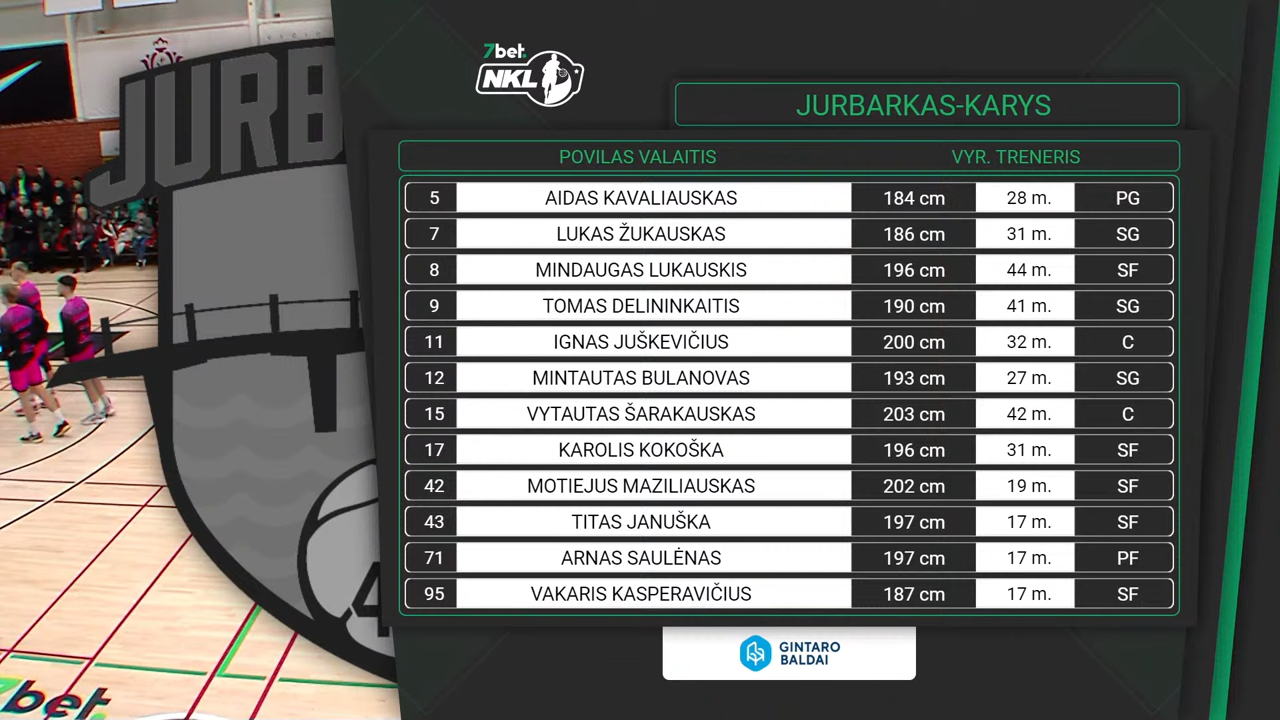 7bet.
NKL
JURBARKAS-KARYS
JURB
POVILAS VALAITIS VYR. TRENERIS
5 AIDAS KAVALIAUSKAS 184 cm 28 m. PG
7 LUKAS ŽUKAUSKAS 186 cm 31 m. SG
8 MINDAUGAS LUKAUSKIS 196 cm 44 m. SF
9 TOMAS DELININKAITIS 190 cm 41 m. SG
11 IGNAS JUŠKEVIČIUS 200 cm 32 m. C
12 MINTAUTAS BULANOVAS 193 cm 27 m. SG
15 VYTAUTAS ŠARAKAUSKAS 203 cm 42 m. C
17 KAROLIS KOKOŠKA 196 cm 31 m. SF
42 MOTIEJUS MAZILIAUSKAS 202 cm 19 m. SF
43 TITAS JANUŠKA 197 cm 17 m. SF
71 ARNAS SAULĖNAS 197 cm 17 m. PF
95 VAKARIS KASPERAVIČIUS 187 cm 17 m. SF
GINTARO
BALDAI
7bet.